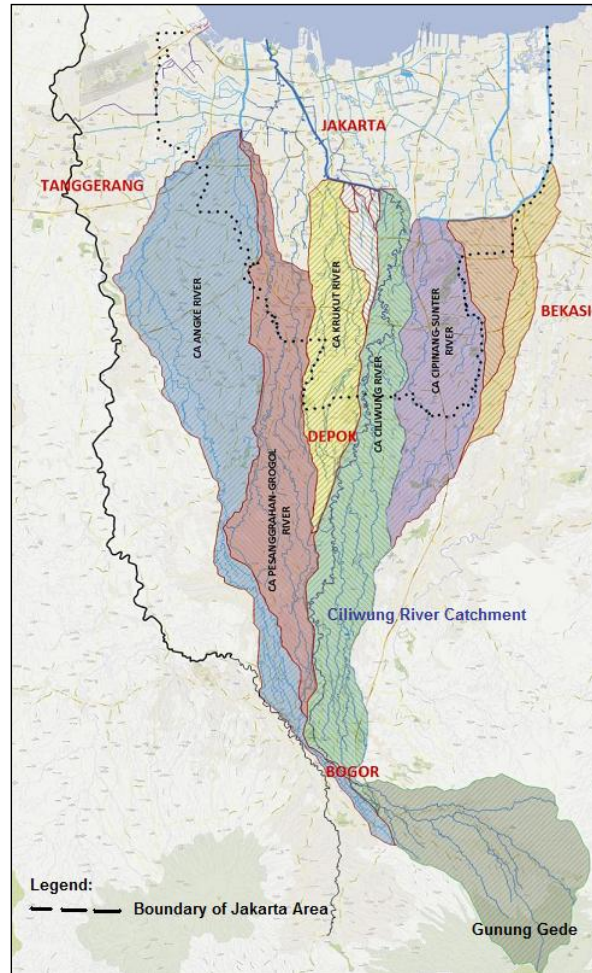 JAKARTA
TANGGERANG
CA ANGKE RIVER
CA KRUKUT RIVER
CA CIPINANG-SUNTER
RIVER
BEKASI
CA CILIWUNG RIVER
DEPOK
CA PESANGGRAHAN-GROGOL
RIVER
Ciliwung River Catchment
BOGOR
Legend:
Boundary of Jakarta Area
Gunung Gede